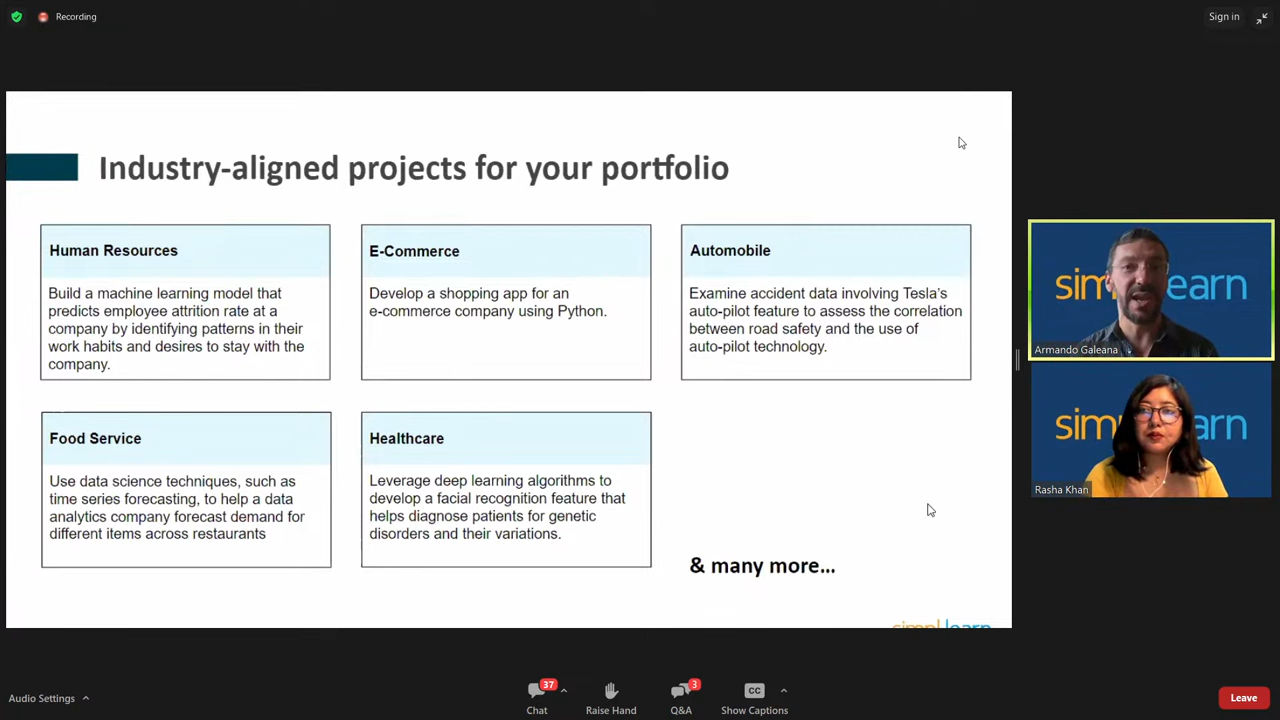 Recording
Sign in
Industry-aligned projects for your portfolio
Human Resources
Build a machine learning model that
predicts employee attrition rate at a
company by identifying patterns in their
work habits and desires to stay with the
company.
E-Commerce
Develop a shopping app for an
e-commerce company using Python.
Automobile
Examine accident data involving Tesla's
auto-pilot feature to assess the correlation
between road safety and the use of
auto-pilot technology.
Food Service
Use data science techniques, such as
time series forecasting, to help a data
analytics company forecast demand for
different items across restaurants
Healthcare
Leverage deep learning algorithms to
develop a facial recognition feature that
helps diagnose patients for genetic
disorders and their variations.
& many more...
simplilearn
Armando Galeana
Rasha Khan
Audio Settings
37
Chat
Raise Hand
3
Q&A
CC
Show Captions
Leave